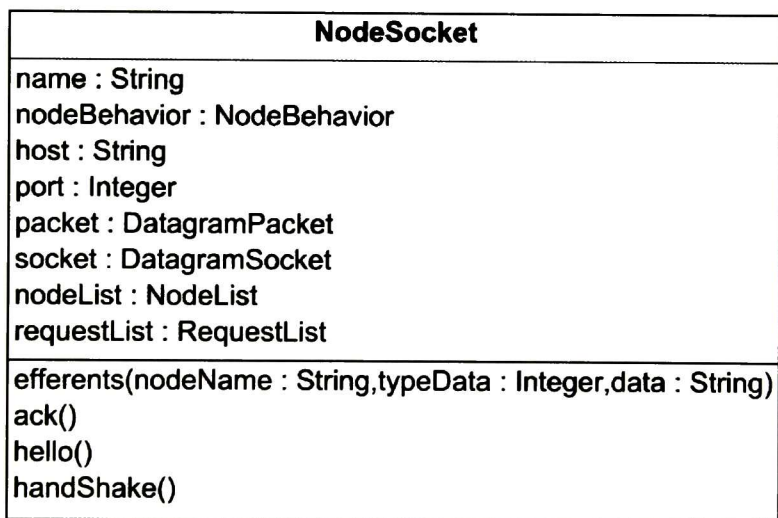 NodeSocket
name : String
nodeBehavior : NodeBehavior
host : String
port : Integer
packet : DatagramPacket
socket : DatagramSocket
nodeList : NodeList
requestList : RequestList
efferents(nodeName : String,typeData : Integer,data : String)
ack()
hello()
handShake()